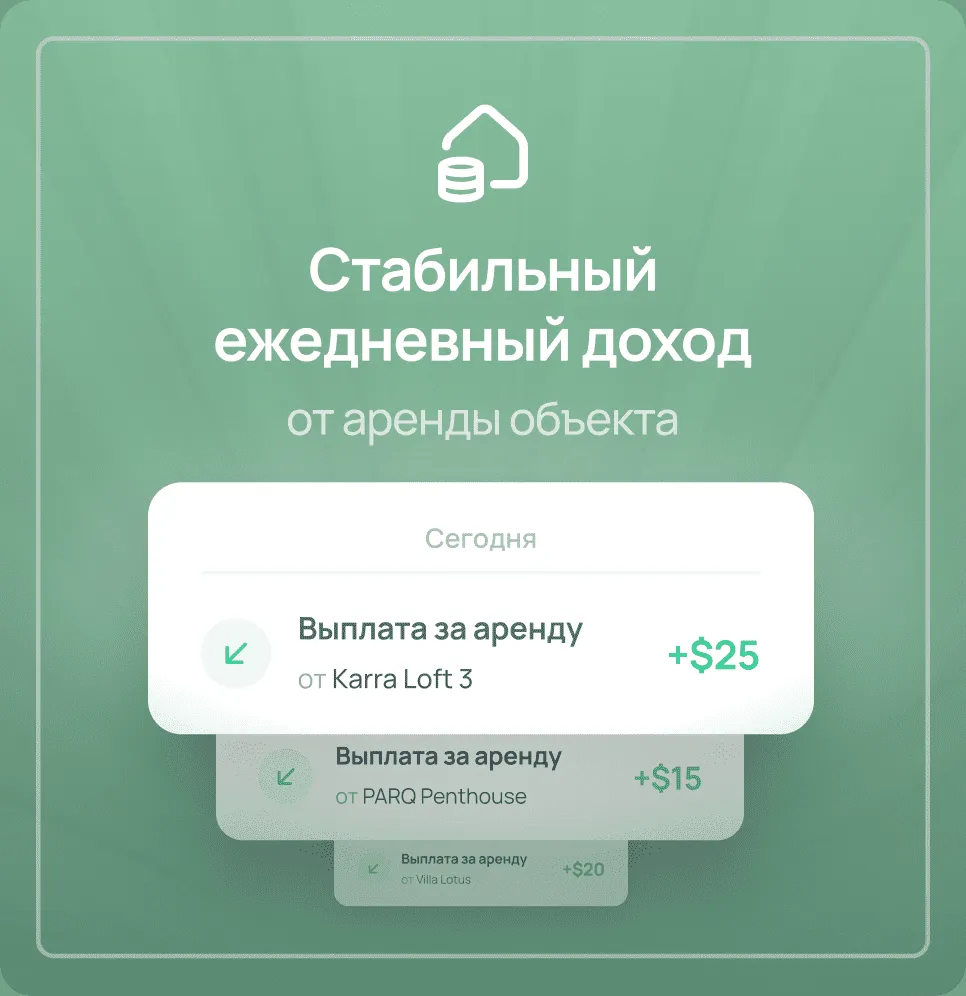 Стабильный
ежедневный доход
от аренды объекта
Сегодня
Выплата за аренду
+$25
от Karra Loft 3
Выплата за аренду
+$15
от PARQ Penthouse
Выплата за аренду
+$20
от Villa Lotus